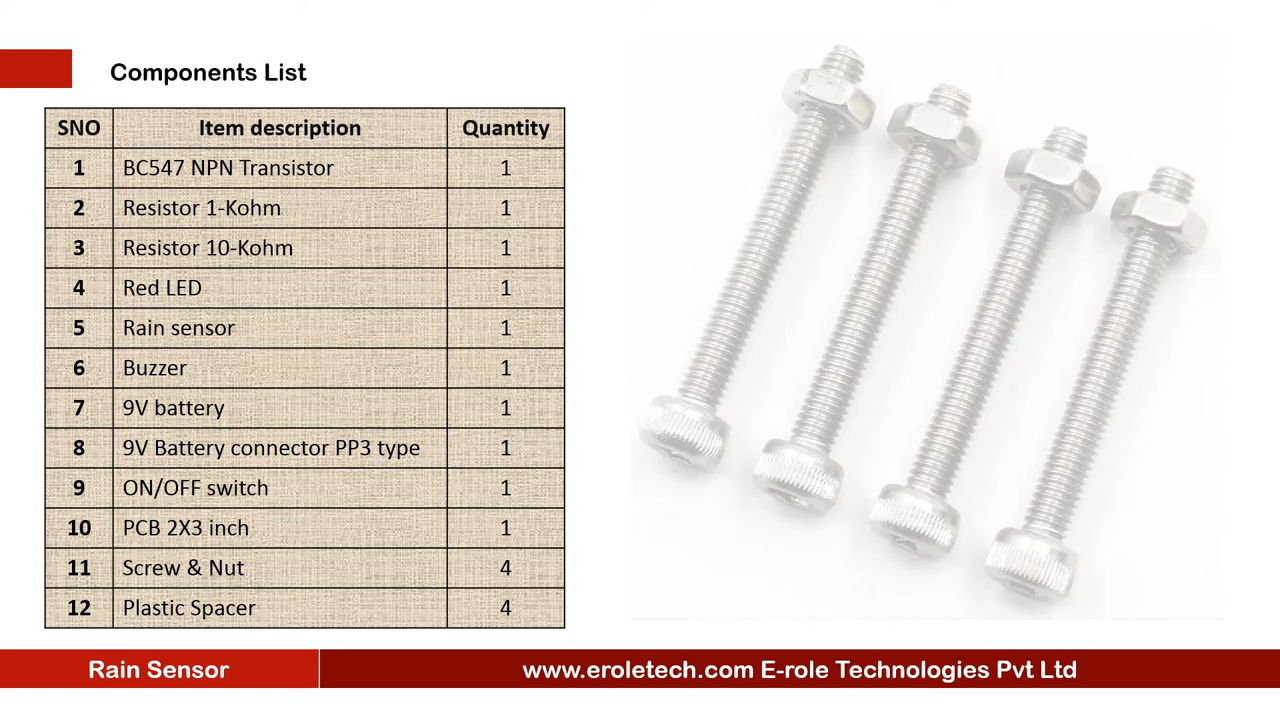 Components List
SNO Item description Quantity
1 BC547 NPN Transistor 1
2 Resistor 1-Kohm 1
3 Resistor 10-Kohm 1
4 Red LED 1
5 Rain sensor 1
6 Buzzer 1
7 9V battery 1
8 9V Battery connector PP3 type 1
9 ON/OFF switch 1
10 PCB 2X3 inch 1
11 Screw & Nut 4
12 Plastic Spacer 4
Rain Sensor www.eroletech.com E-role Technologies Pvt Ltd